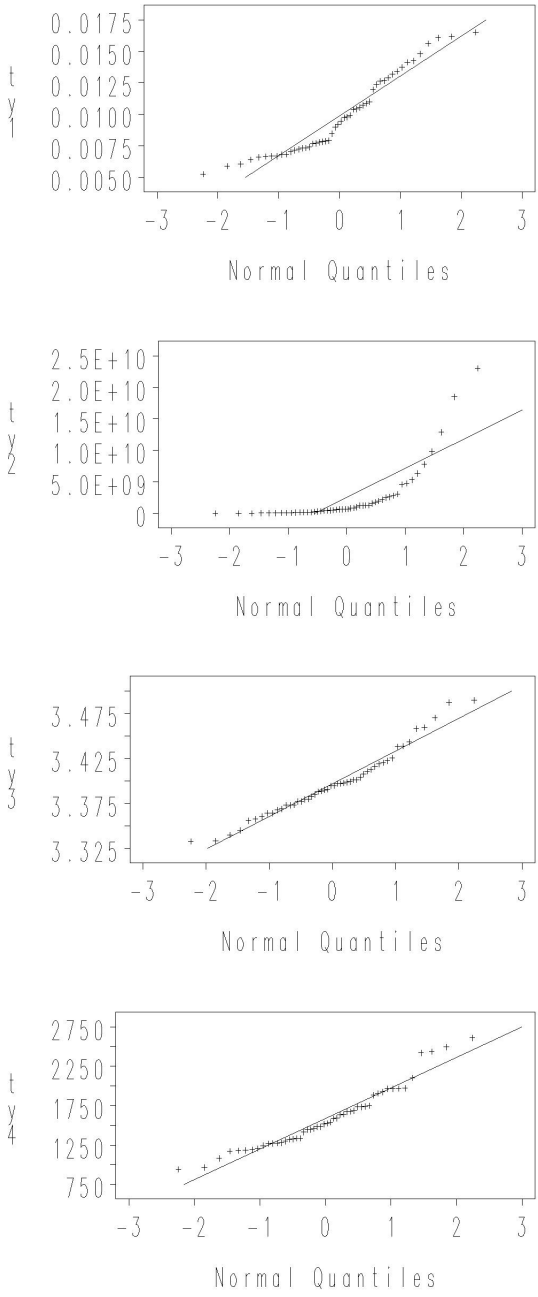 0.0175
0.0150
0.0125
0.0100
0.0075
0.0050
ty1
-3 -2 -1 0 1 2 3
Normal Quantiles
2.5E+10
2.0E+10
1.5E+10
1.0E+10
5.0E+09
0
ty2
-3 -2 -1 0 1 2 3
Normal Quantiles
3.475
3.425
3.375
3.325
ty3
-3 -2 -1 0 1 2 3
Normal Quantiles
2750
2250
1750
1250
750
ty4
-3 -2 -1 0 1 2 3
Normal Quantiles